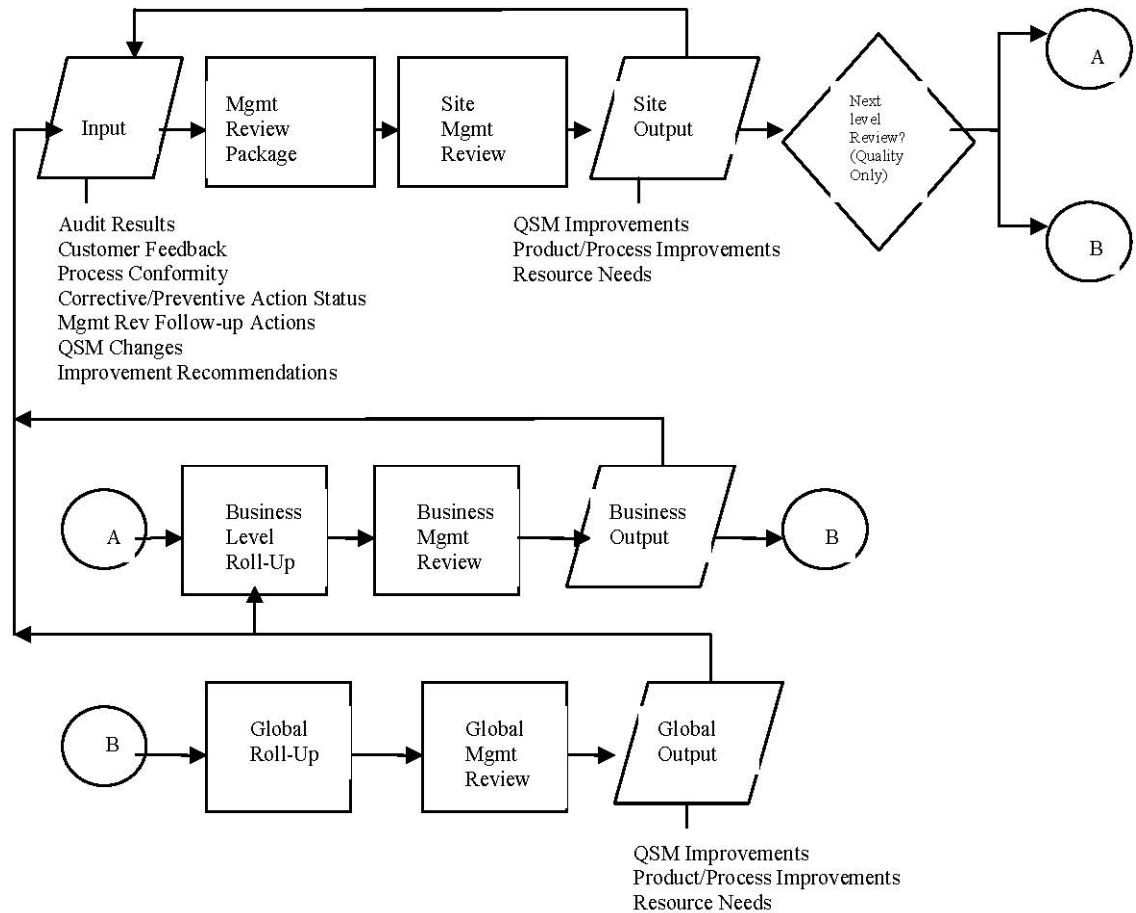 Input
Mgmt
Review
Package
Site
Mgmt
Review
Site
Output
Next
level
Review?
(Quality
Only)
A
B
Audit Results
Customer Feedback
Process Conformity
Corrective/Preventive Action Status
Mgmt Rev Follow-up Actions
QSM Changes
Improvement Recommendations
QSM Improvements
Product/Process Improvements
Resource Needs
A
Business
Level
Roll-Up
Business
Mgmt
Review
Business
Output
B
B
Global
Roll-Up
Global
Mgmt
Review
Global
Output
QSM Improvements
Product/Process Improvements
Resource Needs